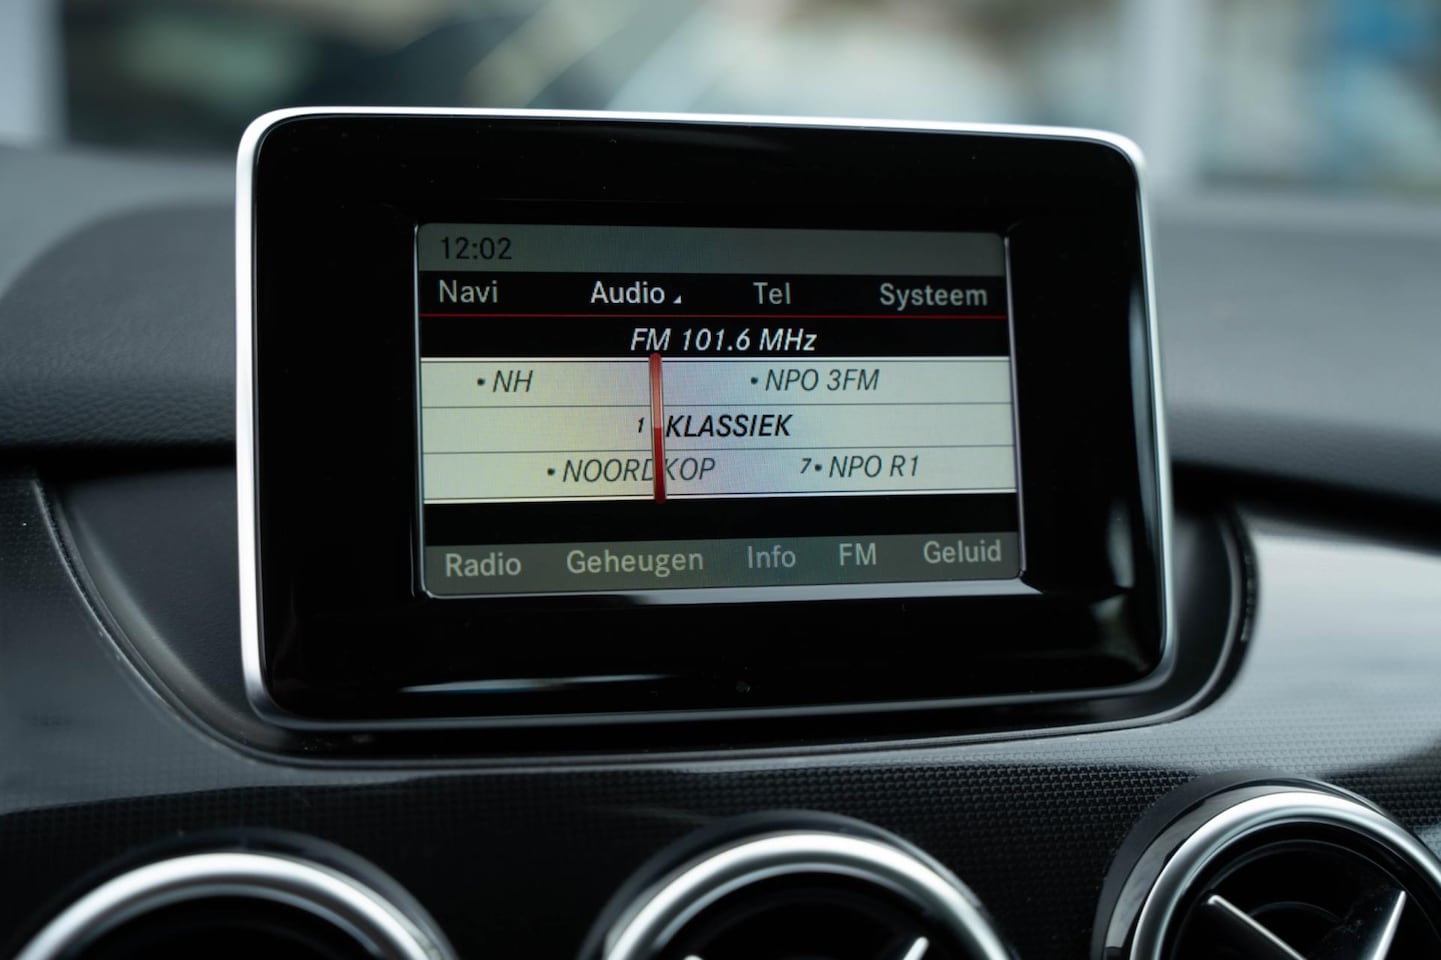 12:02
Navi Audio Tel Systeem
FM 101.6 MHz
• NH • NPO 3FM
1 KLASSIEK
• NOORDKOP 7• NPO R1
Radio Geheugen Info FM Geluid